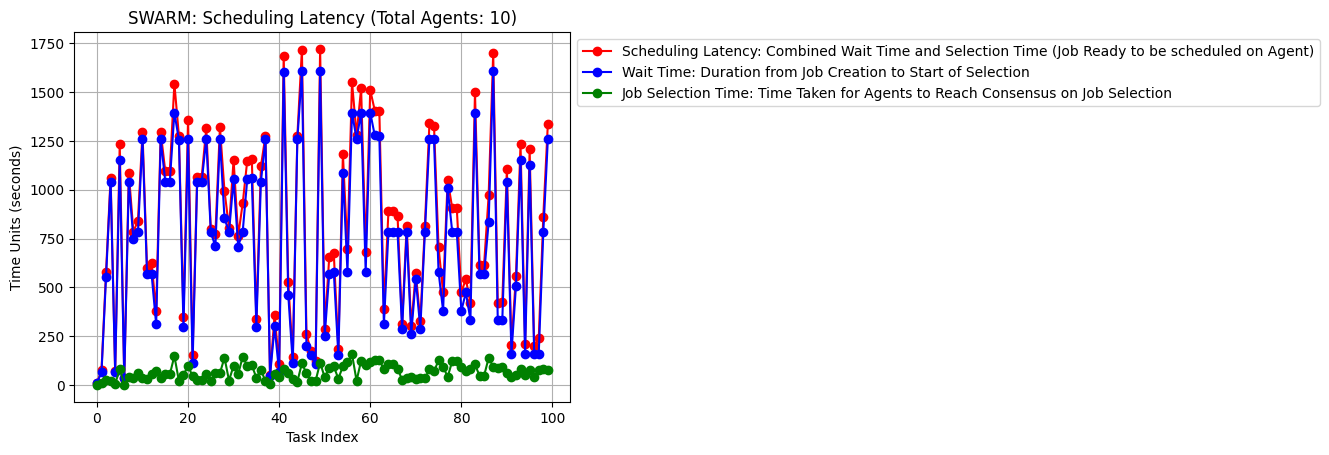 SWARM: Scheduling Latency (Total Agents: 10)
Scheduling Latency: Combined Wait Time and Selection Time (Job Ready to be scheduled on Agent)
Wait Time: Duration from Job Creation to Start of Selection
Job Selection Time: Time Taken for Agents to Reach Consensus on Job Selection
Time Units (seconds)
1750
1500
1250
1000
750
500
250
0
0 20 40 60 80 100
Task Index